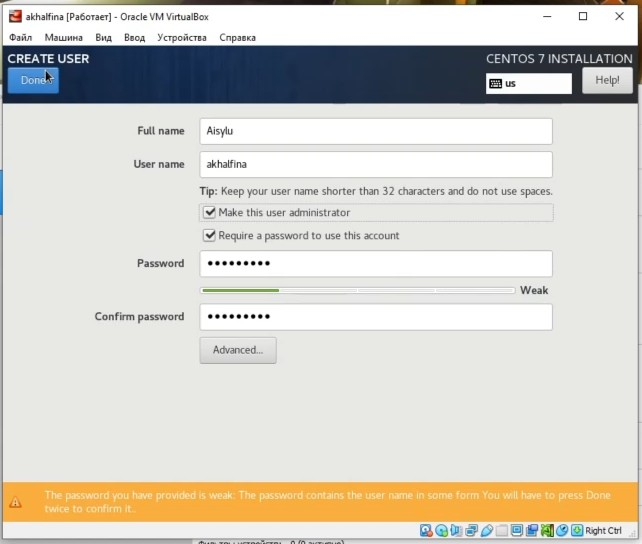 akhalfina [Работает] - Oracle VM VirtualBox
Файл Машина Вид Ввод Устройства Справка
CREATE USER
CENTOS 7 INSTALLATION
Done
us
Help!
Full name
Aisylu
User name
akhalfina
Tip: Keep your user name shorter than 32 characters and do not use spaces.
Make this user administrator
Require a password to use this account
Password
●●●●●●●●●
Weak
Confirm password
●●●●●●●●●
Advanced...
The password you have provided is weak: The password contains the user name in some form You will have to press Done
twice to confirm it..
Right Ctrl